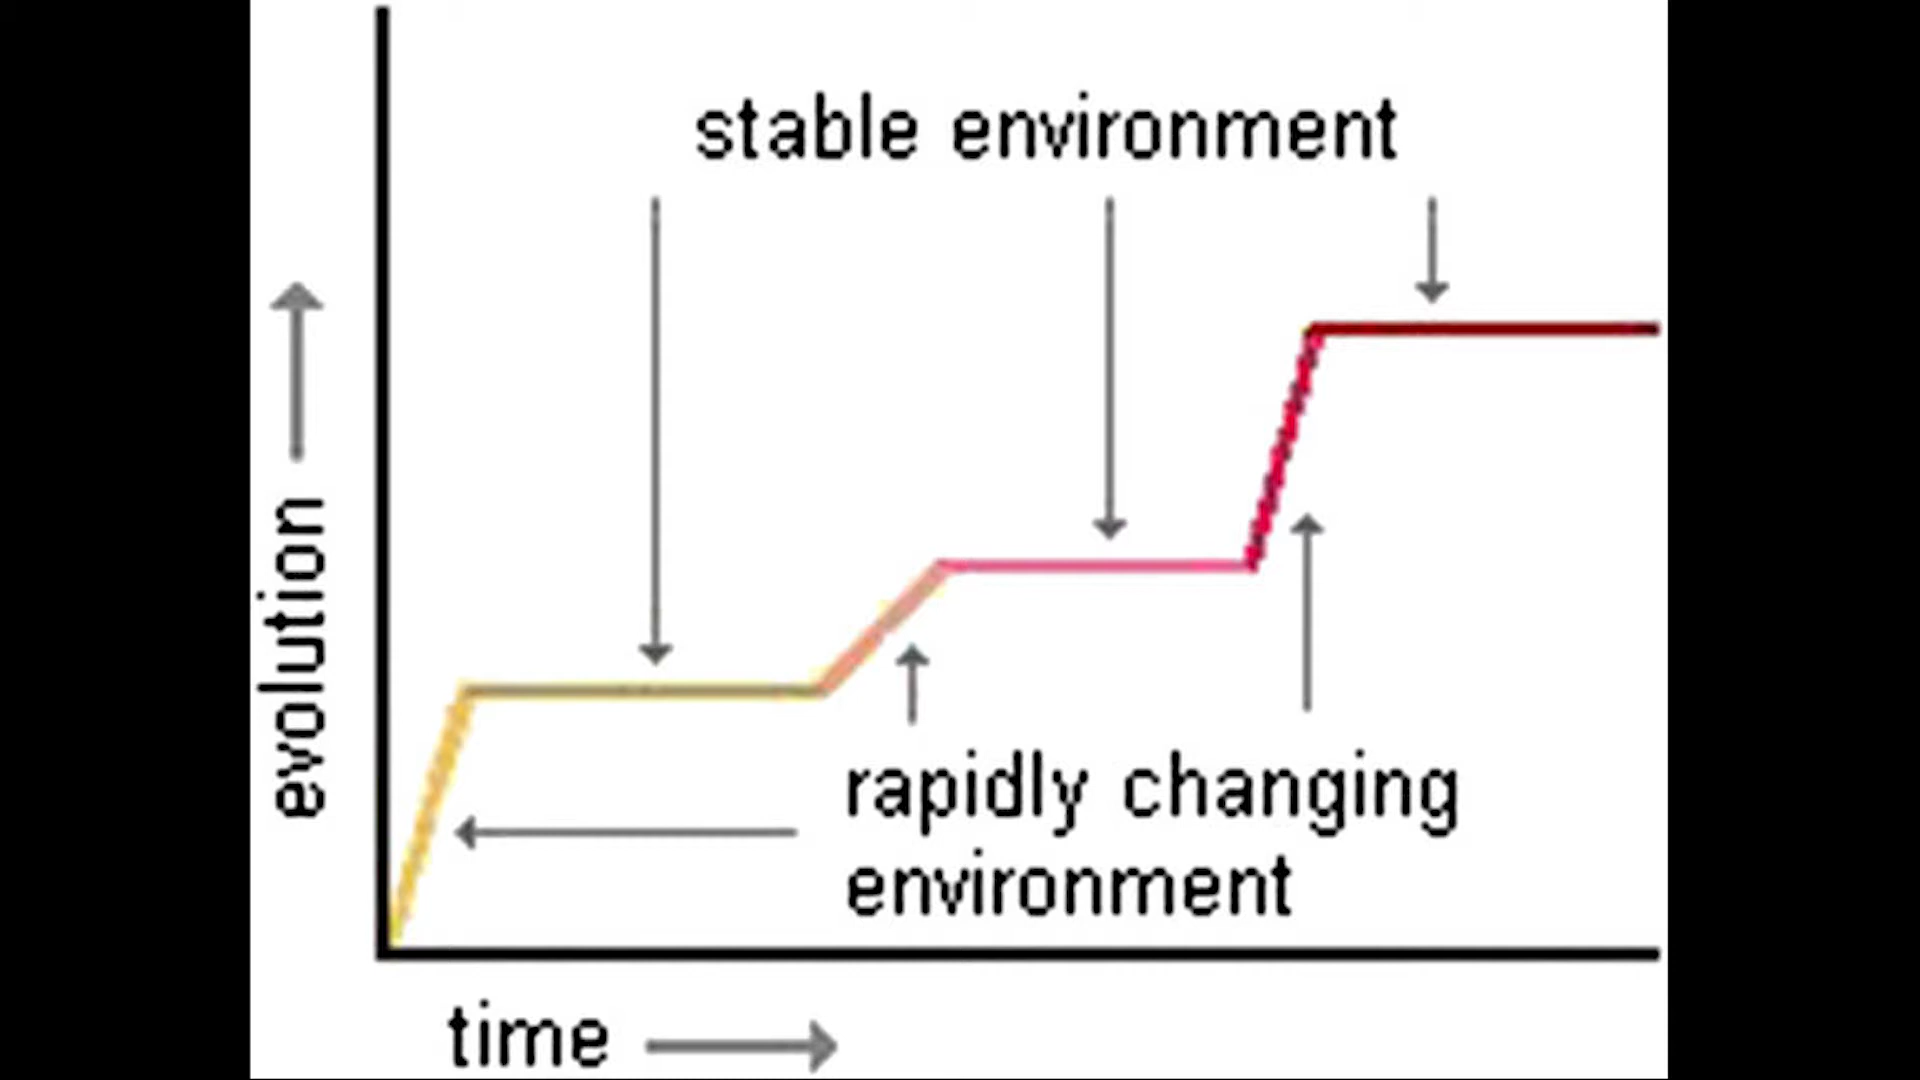 stable environment
evolution
rapidly changing
environment
time